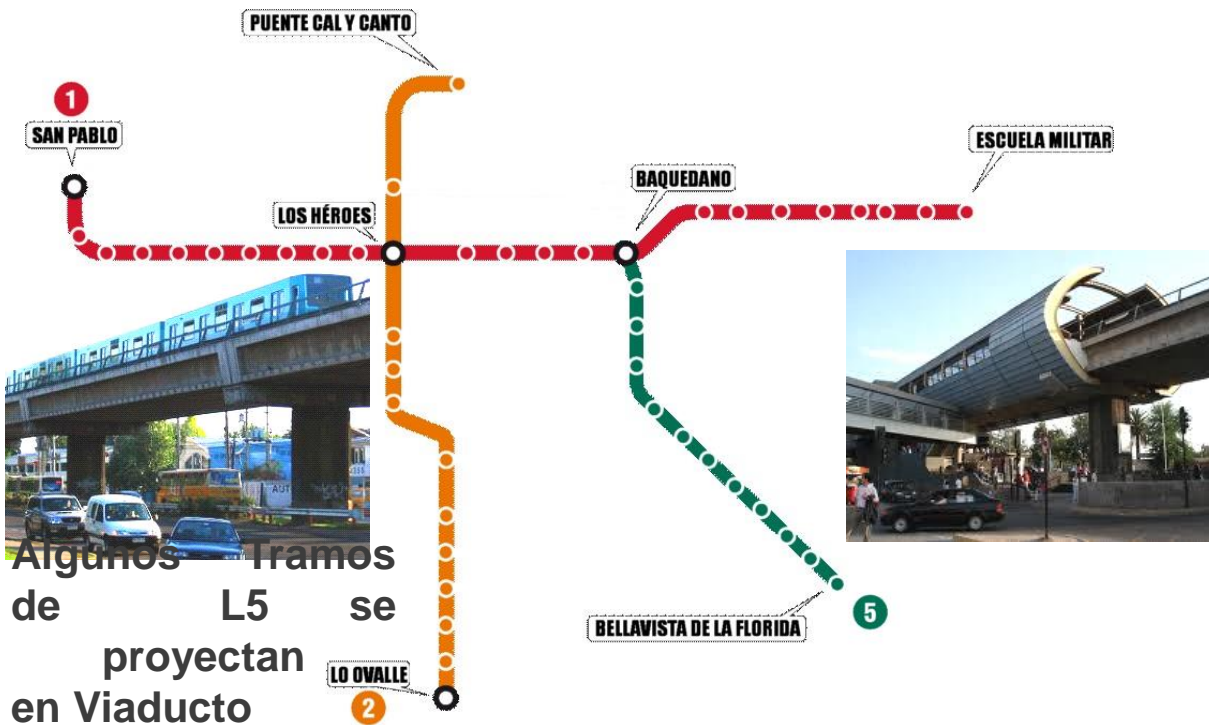 PUENTE CAL Y CANTO
1
SAN PABLO
ESCUELA MILITAR
BAQUEDANO
LOS HÉROES
AUT
Algunos Tramos
de L5 se
proyectan
en Viaducto
BELLAVISTA DE LA FLORIDA
5
LO OVALLE
2